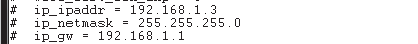 #  ip_ipaddr = 192.168.1.3
#  ip_netmask = 255.255.255.0
#  ip_gw = 192.168.1.1